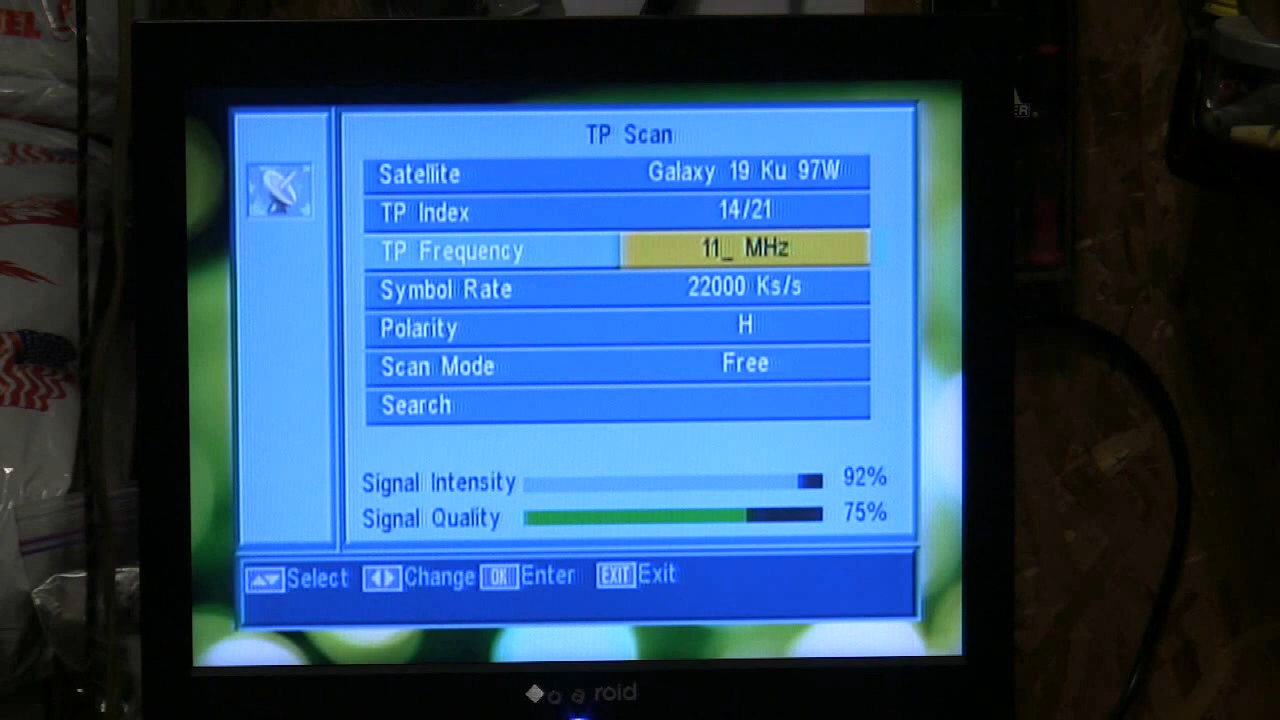 TP Scan
Satellite Galaxy 19 Ku 97W
TP Index 14/21
TP Frequency 11_ MHz
Symbol Rate 22000 Ks/s
Polarity H
Scan Mode Free
Search
Signal Intensity 92%
Signal Quality 75%
Select Change OK Enter EXIT Exit
roid